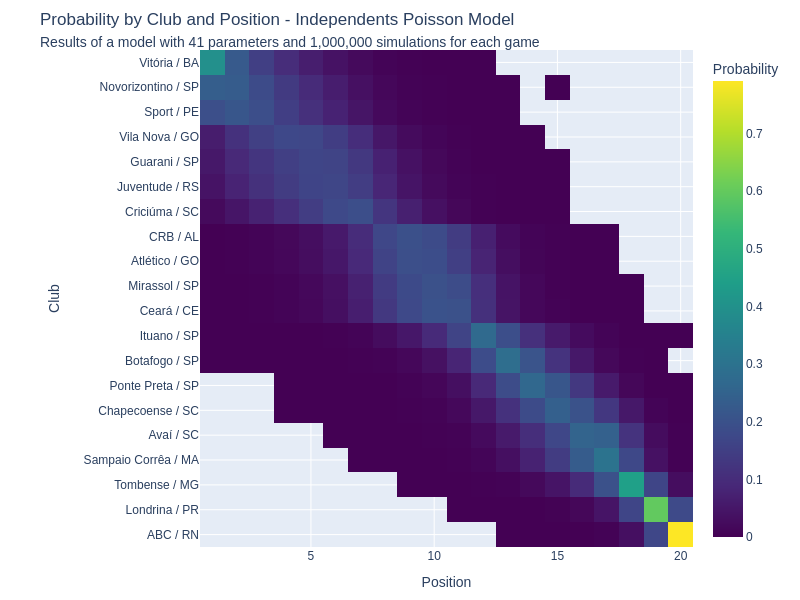 Probability by Club and Position - Independents Poisson Model
Results of a model with 41 parameters and 1,000,000 simulations for each game
Probability
Club
Vitória / BA
Novorizontino / SP
Sport / PE
Vila Nova / GO
Guarani / SP
Juventude / RS
Criciúma / SC
CRB / AL
Atlético / GO
Mirassol / SP
Ceará / CE
Ituano / SP
Botafogo / SP
Ponte Preta / SP
Chapecoense / SC
Avaí / SC
Sampaio Corrêa / MA
Tombense / MG
Londrina / PR
ABC / RN
0.7
0.6
0.5
0.4
0.3
0.2
0.1
0
5 10 15 20
Position